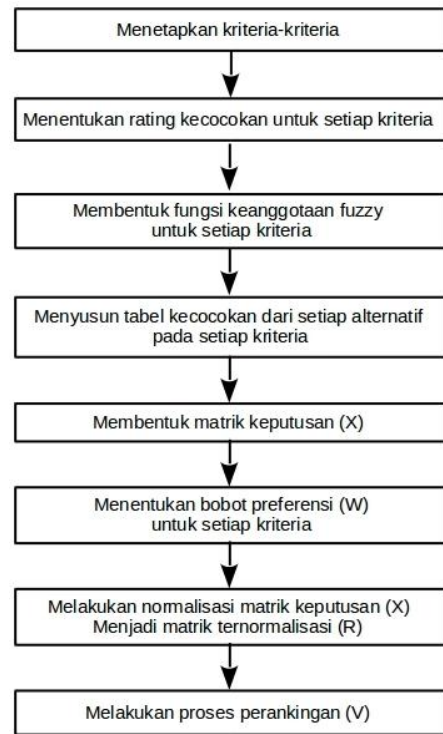 Menetapkan kriteria-kriteria
Menentukan rating kecocokan untuk setiap kriteria
Membentuk fungsi keanggotaan fuzzy
untuk setiap kriteria
Menyusun tabel kecocokan dari setiap alternatif
pada setiap kriteria
Membentuk matrik keputusan (X)
Menentukan bobot preferensi (W)
untuk setiap kriteria
Melakukan normalisasi matrik keputusan (X)
Menjadi matrik ternormalisasi (R)
Melakukan proses perankingan (V)